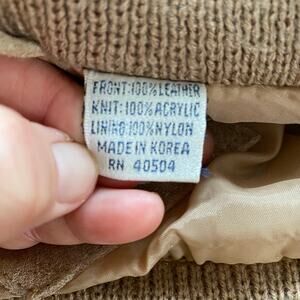 FRONT:100%LEATHER
KNIT:100%ACRYLIC
LINING:100%NYLON
MADE IN KOREA
RN 40504